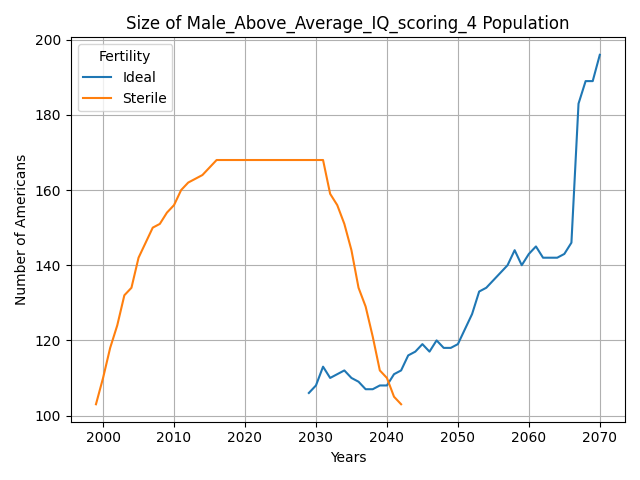 Size of Male_Above_Average_IQ_scoring_4 Population
Fertility
Ideal
Sterile
Number of Americans
200
180
160
140
120
100
2000 2010 2020 2030 2040 2050 2060 2070
Years